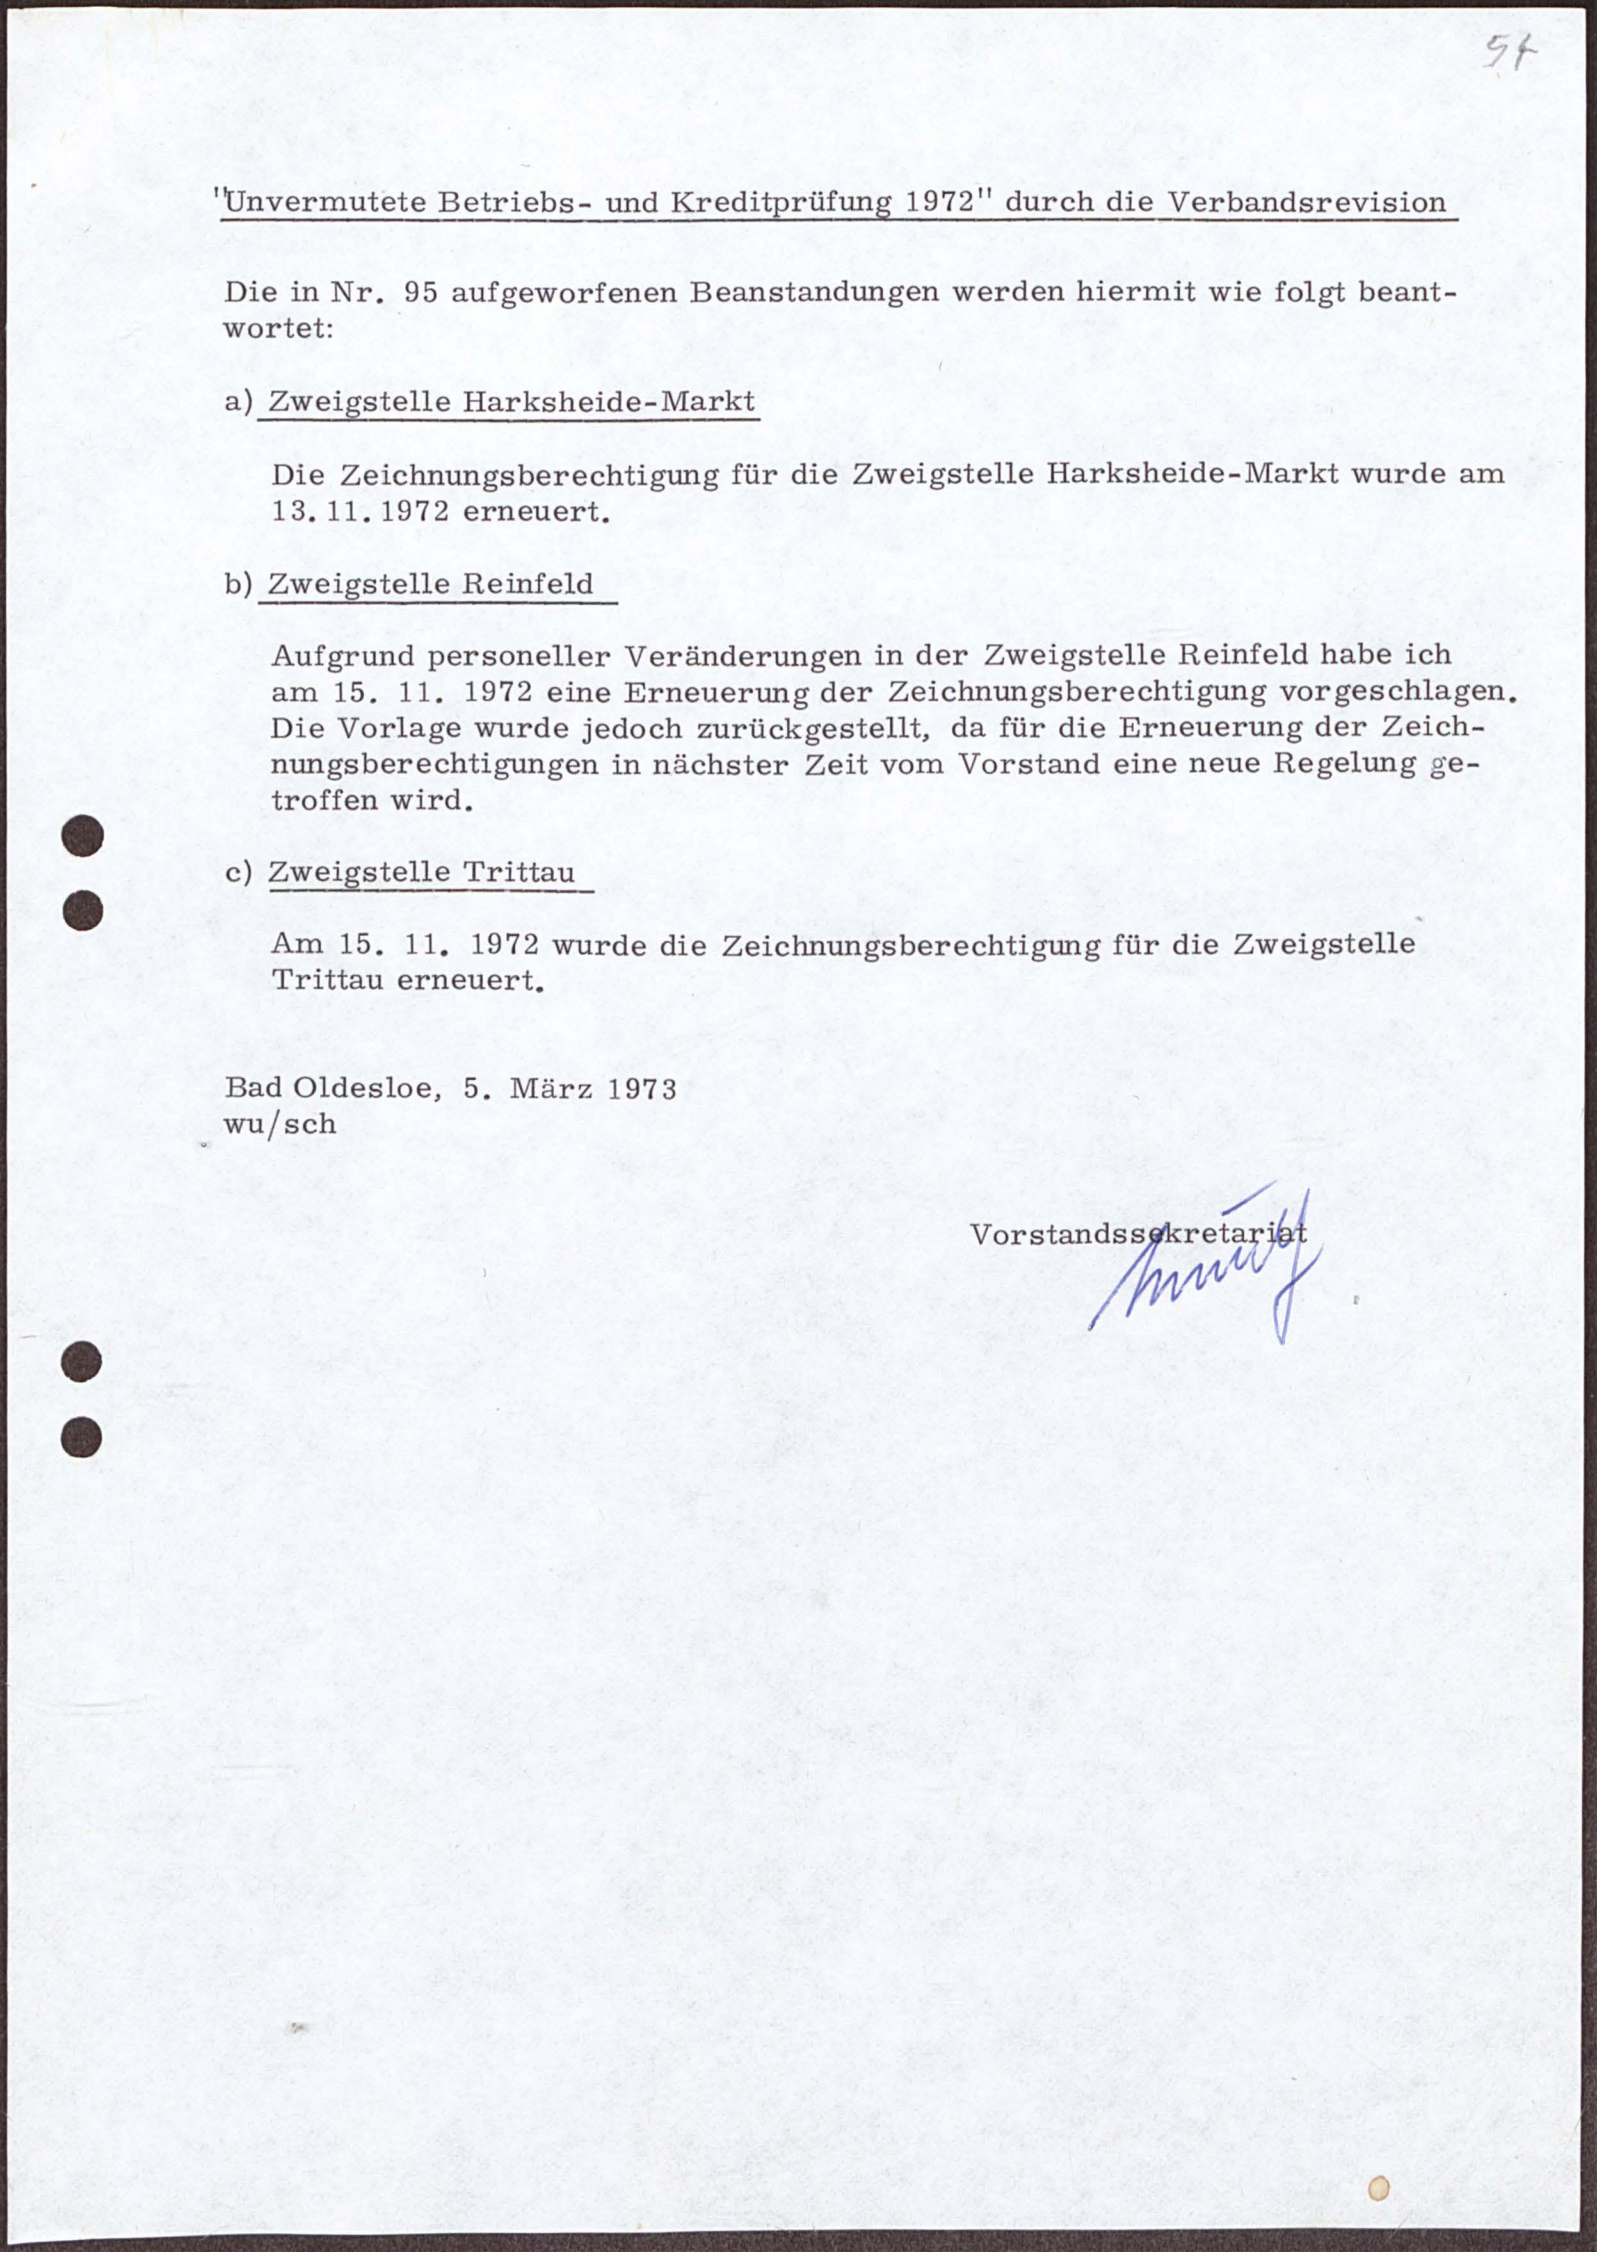 "Unvermutete Betriebs- und Kreditprüfung 1972" durch die Verbandsrevision
Die in Nr. 95 aufgeworfenen Beanstandungen werden hiermit wie folgt beant-
wortet:
a) Zweigstelle Harksheide-Markt
Die Zeichnungsberechtigung für die Zweigstelle Harksheide-Markt wurde am
13. 11. 1972 erneuert.
b) Zweigstelle Reinfeld
Aufgrund personeller Veränderungen in der Zweigstelle Reinfeld habe ich
am 15. 11. 1972 eine Erneuerung der Zeichnungsberechtigung vorgeschlagen.
Die Vorlage wurde jedoch zurückgestellt, da für die Erneuerung der Zeich-
nungsberechtigungen in nächster Zeit vom Vorstand eine neue Regelung ge-
troffen wird.
c) Zweigstelle Trittau
Am 15. 11. 1972 wurde die Zeichnungsberechtigung für die Zweigstelle
Trittau erneuert.
Bad Oldesloe, 5. März 1973
wu/sch
Vorstandssekretariat